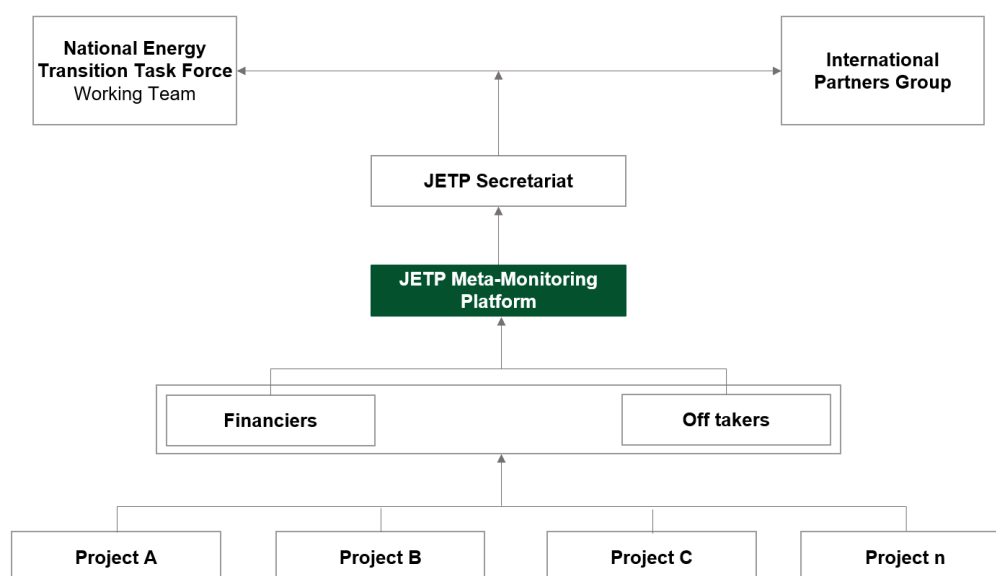 National Energy
Transition Task Force
Working Team
International
Partners Group
JETP Secretariat
JETP Meta-Monitoring
Platform
Financiers
Off takers
Project A
Project B
Project C
Project n